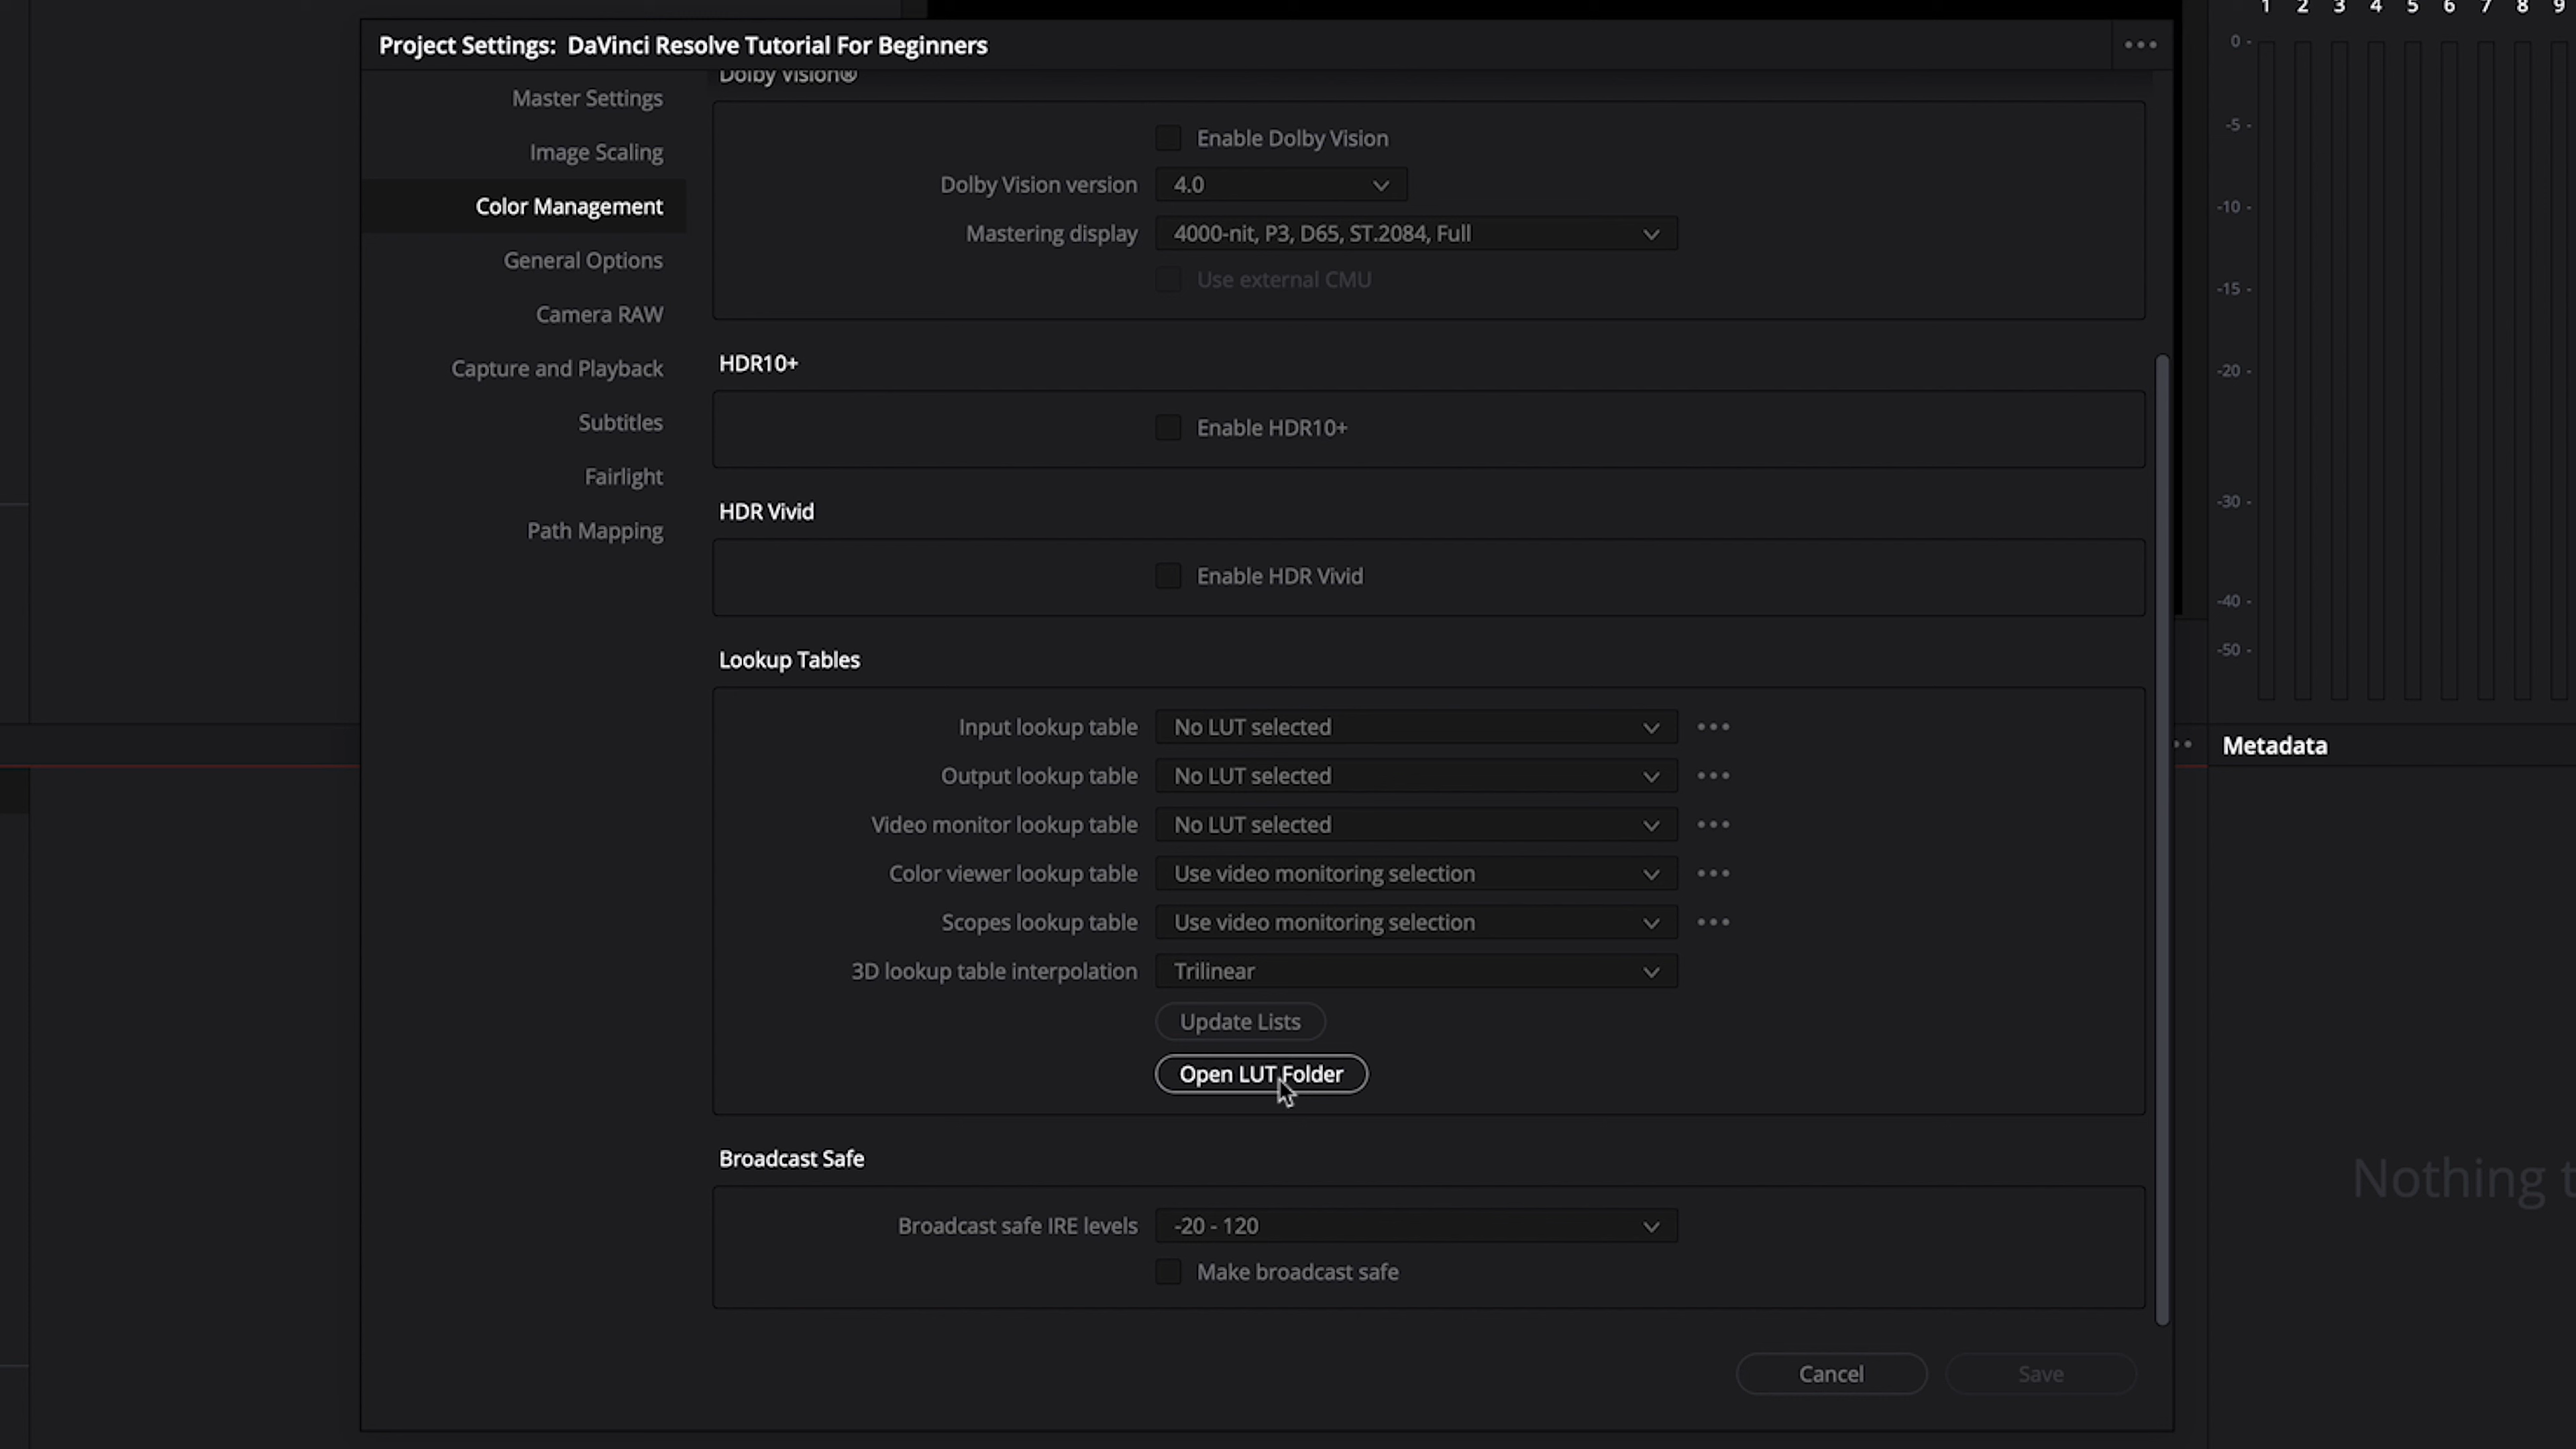 1 2 3 4 5 6 7 8 9
Project Settings: DaVinci Resolve Tutorial For Beginners
0 -
-5 -
-10 -
-15 -
-20 -
-30 -
-40 -
-50 -
Master Settings
Image Scaling
Color Management
General Options
Camera RAW
Capture and Playback
Subtitles
Fairlight
Path Mapping
Dolby Vision®
Enable Dolby Vision
Dolby Vision version 4.0
Mastering display 4000-nit, P3, D65, ST.2084, Full
Use external CMU
HDR10+
Enable HDR10+
HDR Vivid
Enable HDR Vivid
Lookup Tables
Input lookup table No LUT selected
Output lookup table No LUT selected
Video monitor lookup table No LUT selected
Color viewer lookup table Use video monitoring selection
Scopes lookup table Use video monitoring selection
3D lookup table interpolation Trilinear
Update Lists
Open LUT Folder
Broadcast Safe
Broadcast safe IRE levels -20 - 120
Make broadcast safe
Cancel Save
Metadata
Nothing t